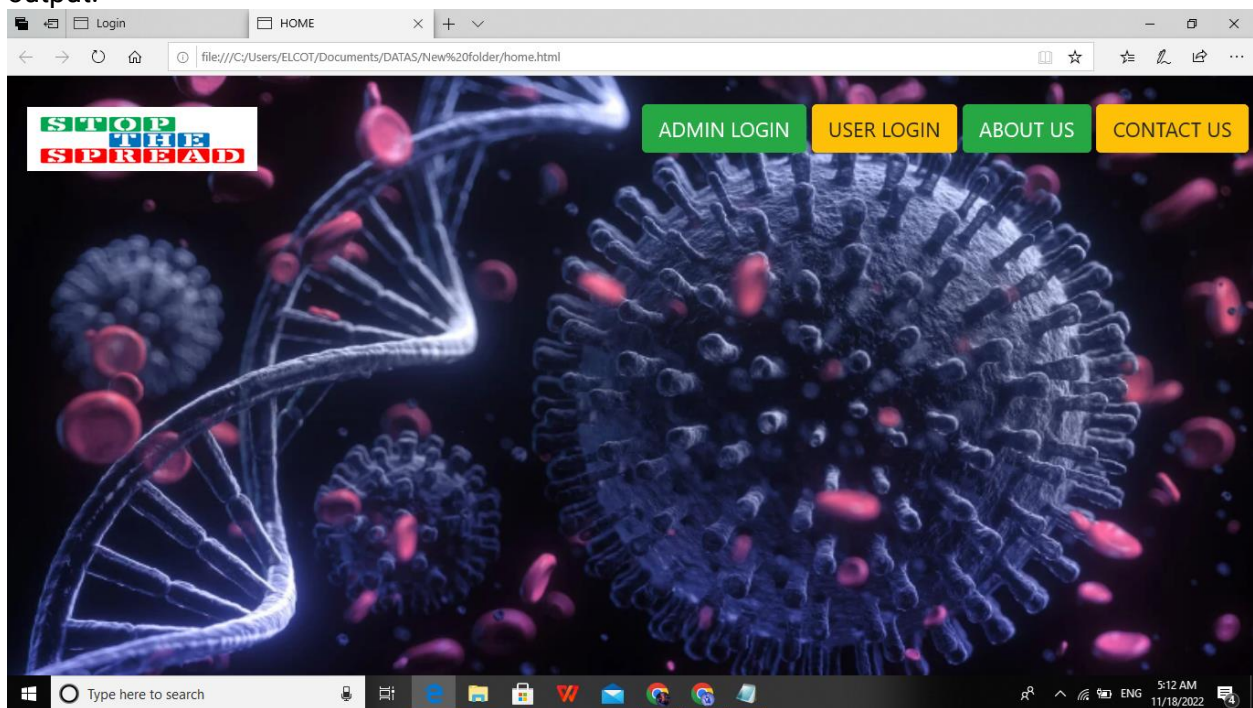 output:
Login
HOME
file:///C:/Users/ELCOT/Documents/DATAS/New%20folder/home.html
STOP
THE
SPREAD
ADMIN LOGIN
USER LOGIN
ABOUT US
CONTACT US
Type here to search
ENG
5:12 AM
11/18/2022
4